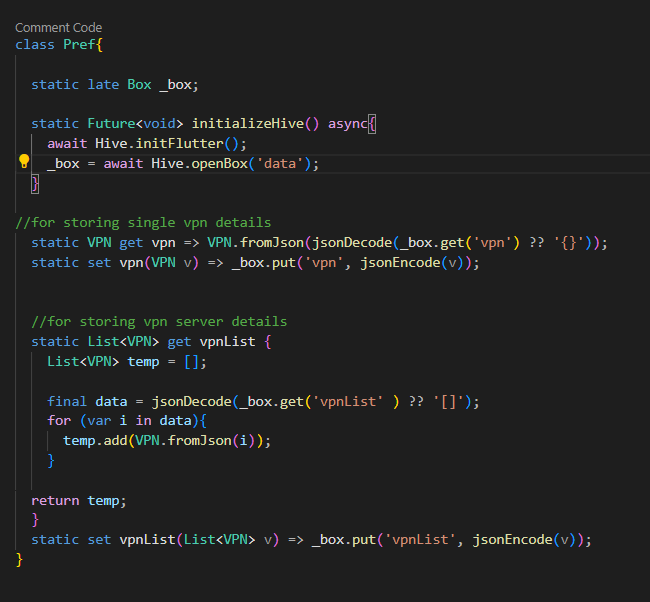 Comment Code
class Pref{
static late Box _box;
static Future<void> initializeHive() async{
await Hive.initFlutter();
_box = await Hive.openBox('data');
}
//for storing single vpn details
static VPN get vpn => VPN.fromJson(jsonDecode(_box.get('vpn') ?? '{}'));
static set vpn(VPN v) => _box.put('vpn', jsonEncode(v));
//for storing vpn server details
static List<VPN> get vpnList {
List<VPN> temp = [];
final data = jsonDecode(_box.get('vpnList' ) ?? '[]');
for (var i in data){
temp.add(VPN.fromJson(i));
}
return temp;
}
static set vpnList(List<VPN> v) => _box.put('vpnList', jsonEncode(v));
}